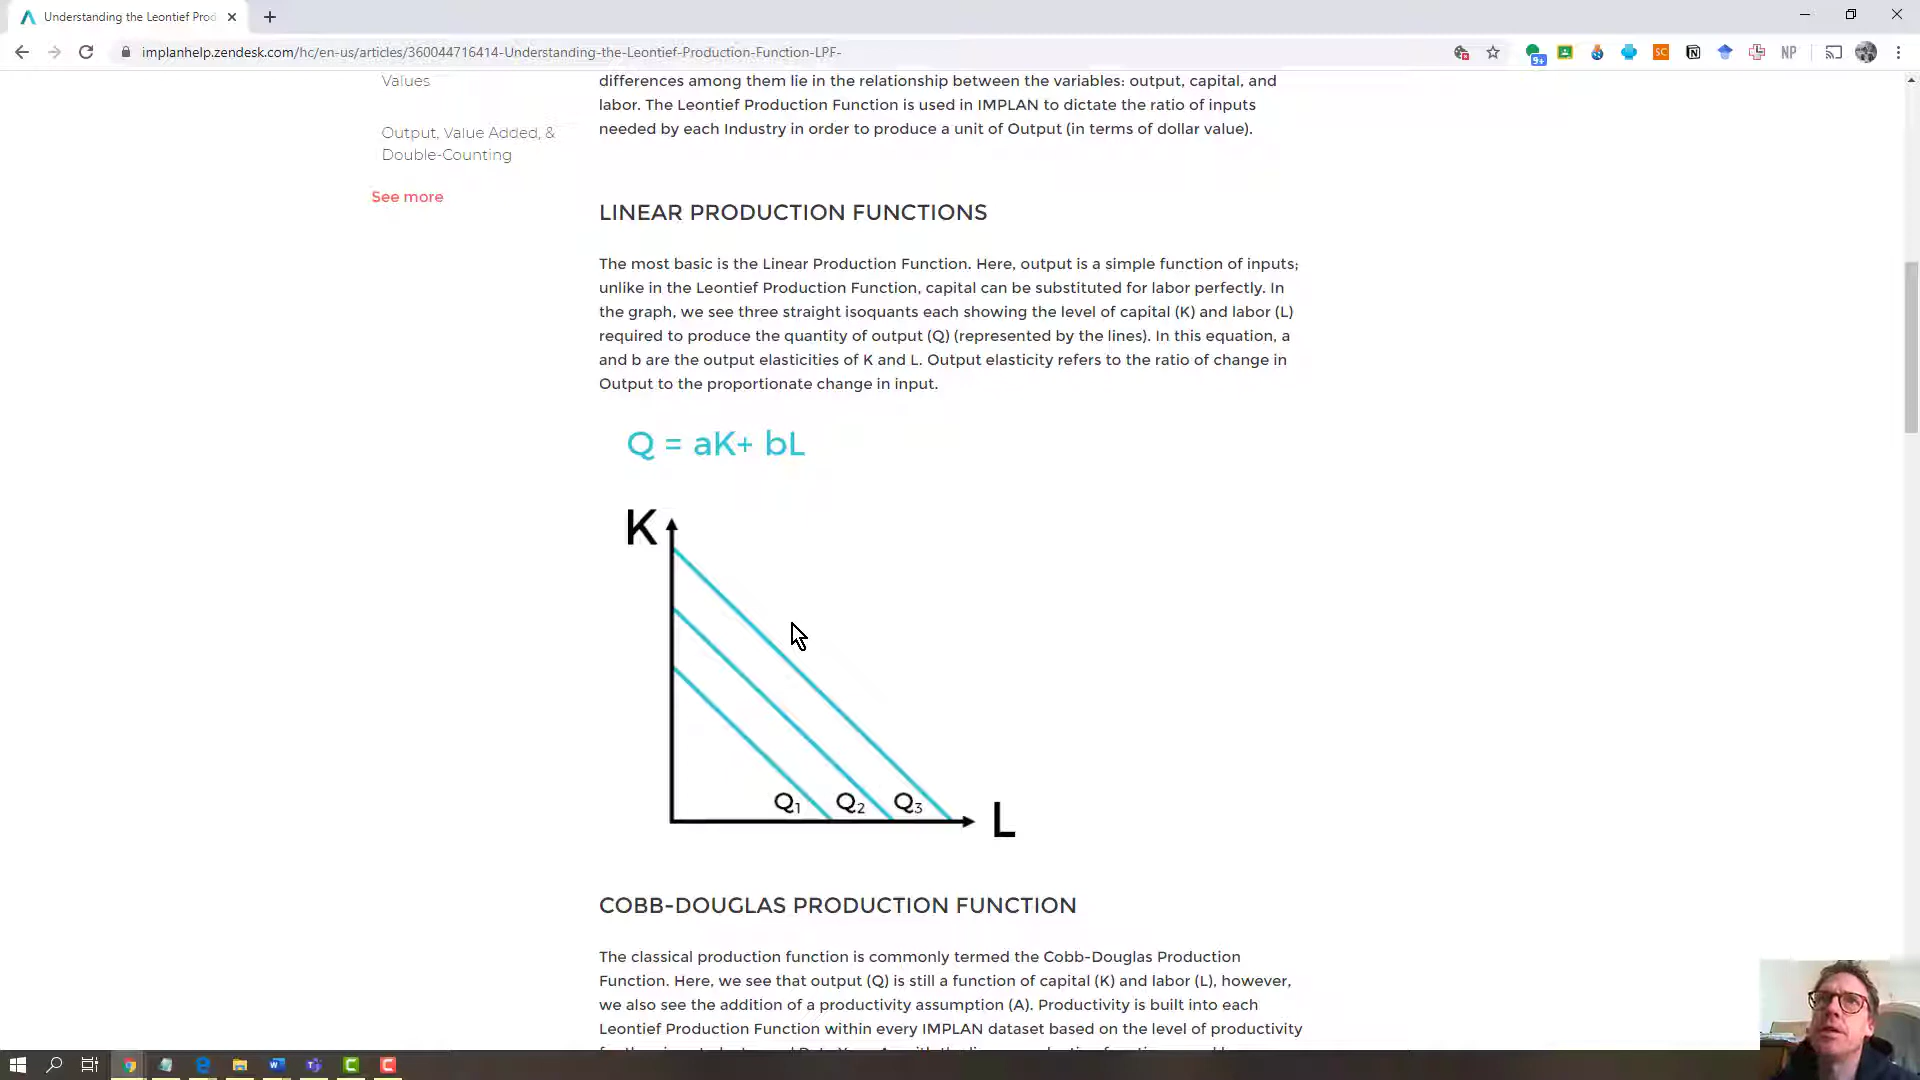 Understanding the Leontief Prod
implanhelp.zendesk.com/hc/en-us/articles/360044716414-Understanding-the-Leontief-Production-Function-LPF-
9+
SC
NP
Values
Output, Value Added, &
Double-Counting
See more
differences among them lie in the relationship between the variables: output, capital, and
labor. The Leontief Production Function is used in IMPLAN to dictate the ratio of inputs
needed by each Industry in order to produce a unit of Output (in terms of dollar value).
LINEAR PRODUCTION FUNCTIONS
The most basic is the Linear Production Function. Here, output is a simple function of inputs;
unlike in the Leontief Production Function, capital can be substituted for labor perfectly. In
the graph, we see three straight isoquants each showing the level of capital (K) and labor (L)
required to produce the quantity of output (Q) (represented by the lines). In this equation, a
and b are the output elasticities of K and L. Output elasticity refers to the ratio of change in
Output to the proportionate change in input.
Q = aK+ bL
K
Q1 Q2 Q3
L
COBB-DOUGLAS PRODUCTION FUNCTION
The classical production function is commonly termed the Cobb-Douglas Production
Function. Here, we see that output (Q) is still a function of capital (K) and labor (L), however,
we also see the addition of a productivity assumption (A). Productivity is built into each
Leontief Production Function within every IMPLAN dataset based on the level of productivity